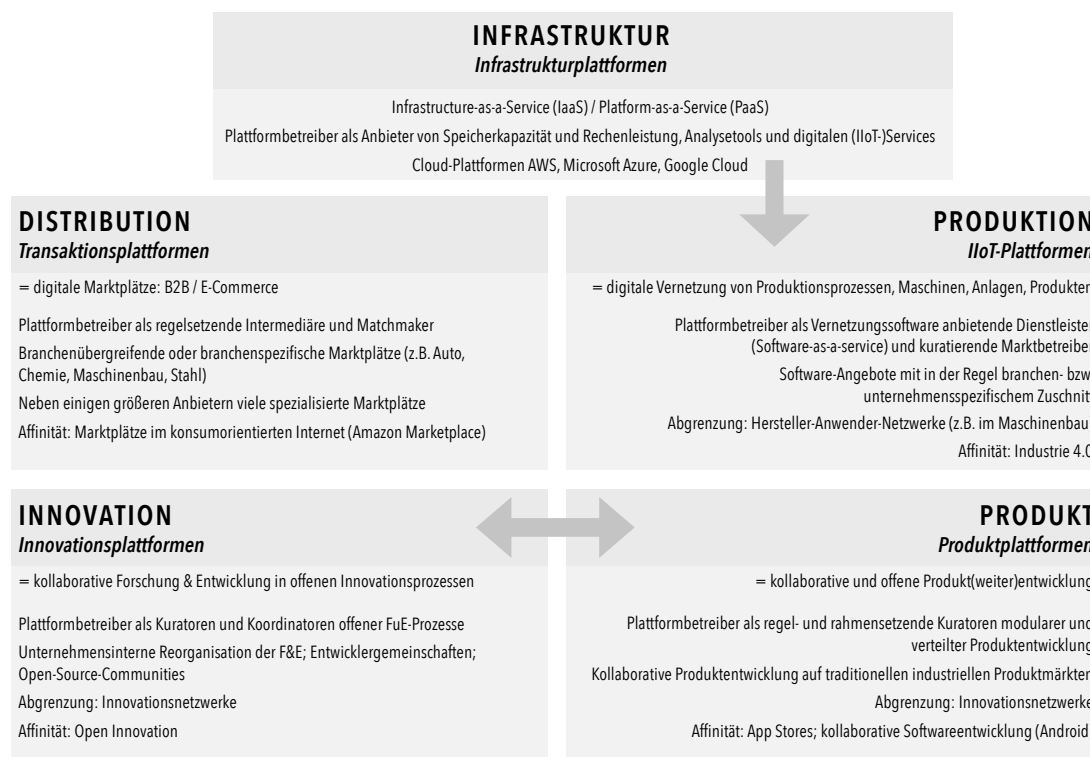 INFRASTRUKTUR
Infrastrukturplattformen
Infrastructure-as-a-Service (IaaS) / Platform-as-a-Service (PaaS)
Plattformbetreiber als Anbieter von Speicherkapazität und Rechenleistung, Analysetools und digitalen (IIoT-)Services
Cloud-Plattformen AWS, Microsoft Azure, Google Cloud
DISTRIBUTION
Transaktionsplattformen
= digitale Marktplätze: B2B / E-Commerce
Plattformbetreiber als regelsetzende Intermediäre und Matchmaker
Branchenübergreifende oder branchenspezifische Marktplätze (z.B. Auto,
Chemie, Maschinenbau, Stahl)
Neben einigen größeren Anbietern viele spezialisierte Marktplätze
Affinität: Marktplätze im konsumorientierten Internet (Amazon Marketplace)
PRODUKTION
IIoT-Plattformen
= digitale Vernetzung von Produktionsprozessen, Maschinen, Anlagen, Produkten
Plattformbetreiber als Vernetzungssoftware anbietende Dienstleister
(Software-as-a-service) und kuratierende Marktbetreiber
Software-Angebote mit in der Regel branchen- bzw.
unternehmensspezifischem Zuschnitt
Abgrenzung: Hersteller-Anwender-Netzwerke (z.B. im Maschinenbau)
Affinität: Industrie 4.0
INNOVATION
Innovationsplattformen
= kollaborative Forschung & Entwicklung in offenen Innovationsprozessen
Plattformbetreiber als Kuratoren und Koordinatoren offener FuE-Prozesse
Unternehmensinterne Reorganisation der F&E; Entwicklergemeinschaften;
Open-Source-Communities
Abgrenzung: Innovationsnetzwerke
Affinität: Open Innovation
PRODUKT
Produktplattformen
= kollaborative und offene Produkt(weiter)entwicklung
Plattformbetreiber als regel- und rahmensetzende Kuratoren modularer und
verteilter Produktentwicklung
Kollaborative Produktentwicklung auf traditionellen industriellen Produktmärkten
Abgrenzung: Innovationsnetzwerke
Affinität: App Stores; kollaborative Softwareentwicklung (Android)